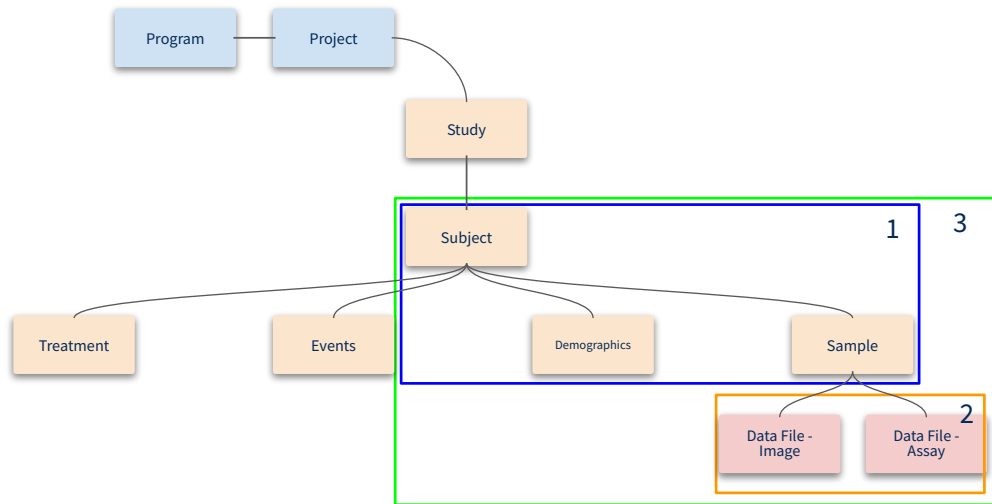 Program
Project
Study
Subject
1
3
Treatment
Events
Demographics
Sample
2
Data File -
Image
Data File -
Assay